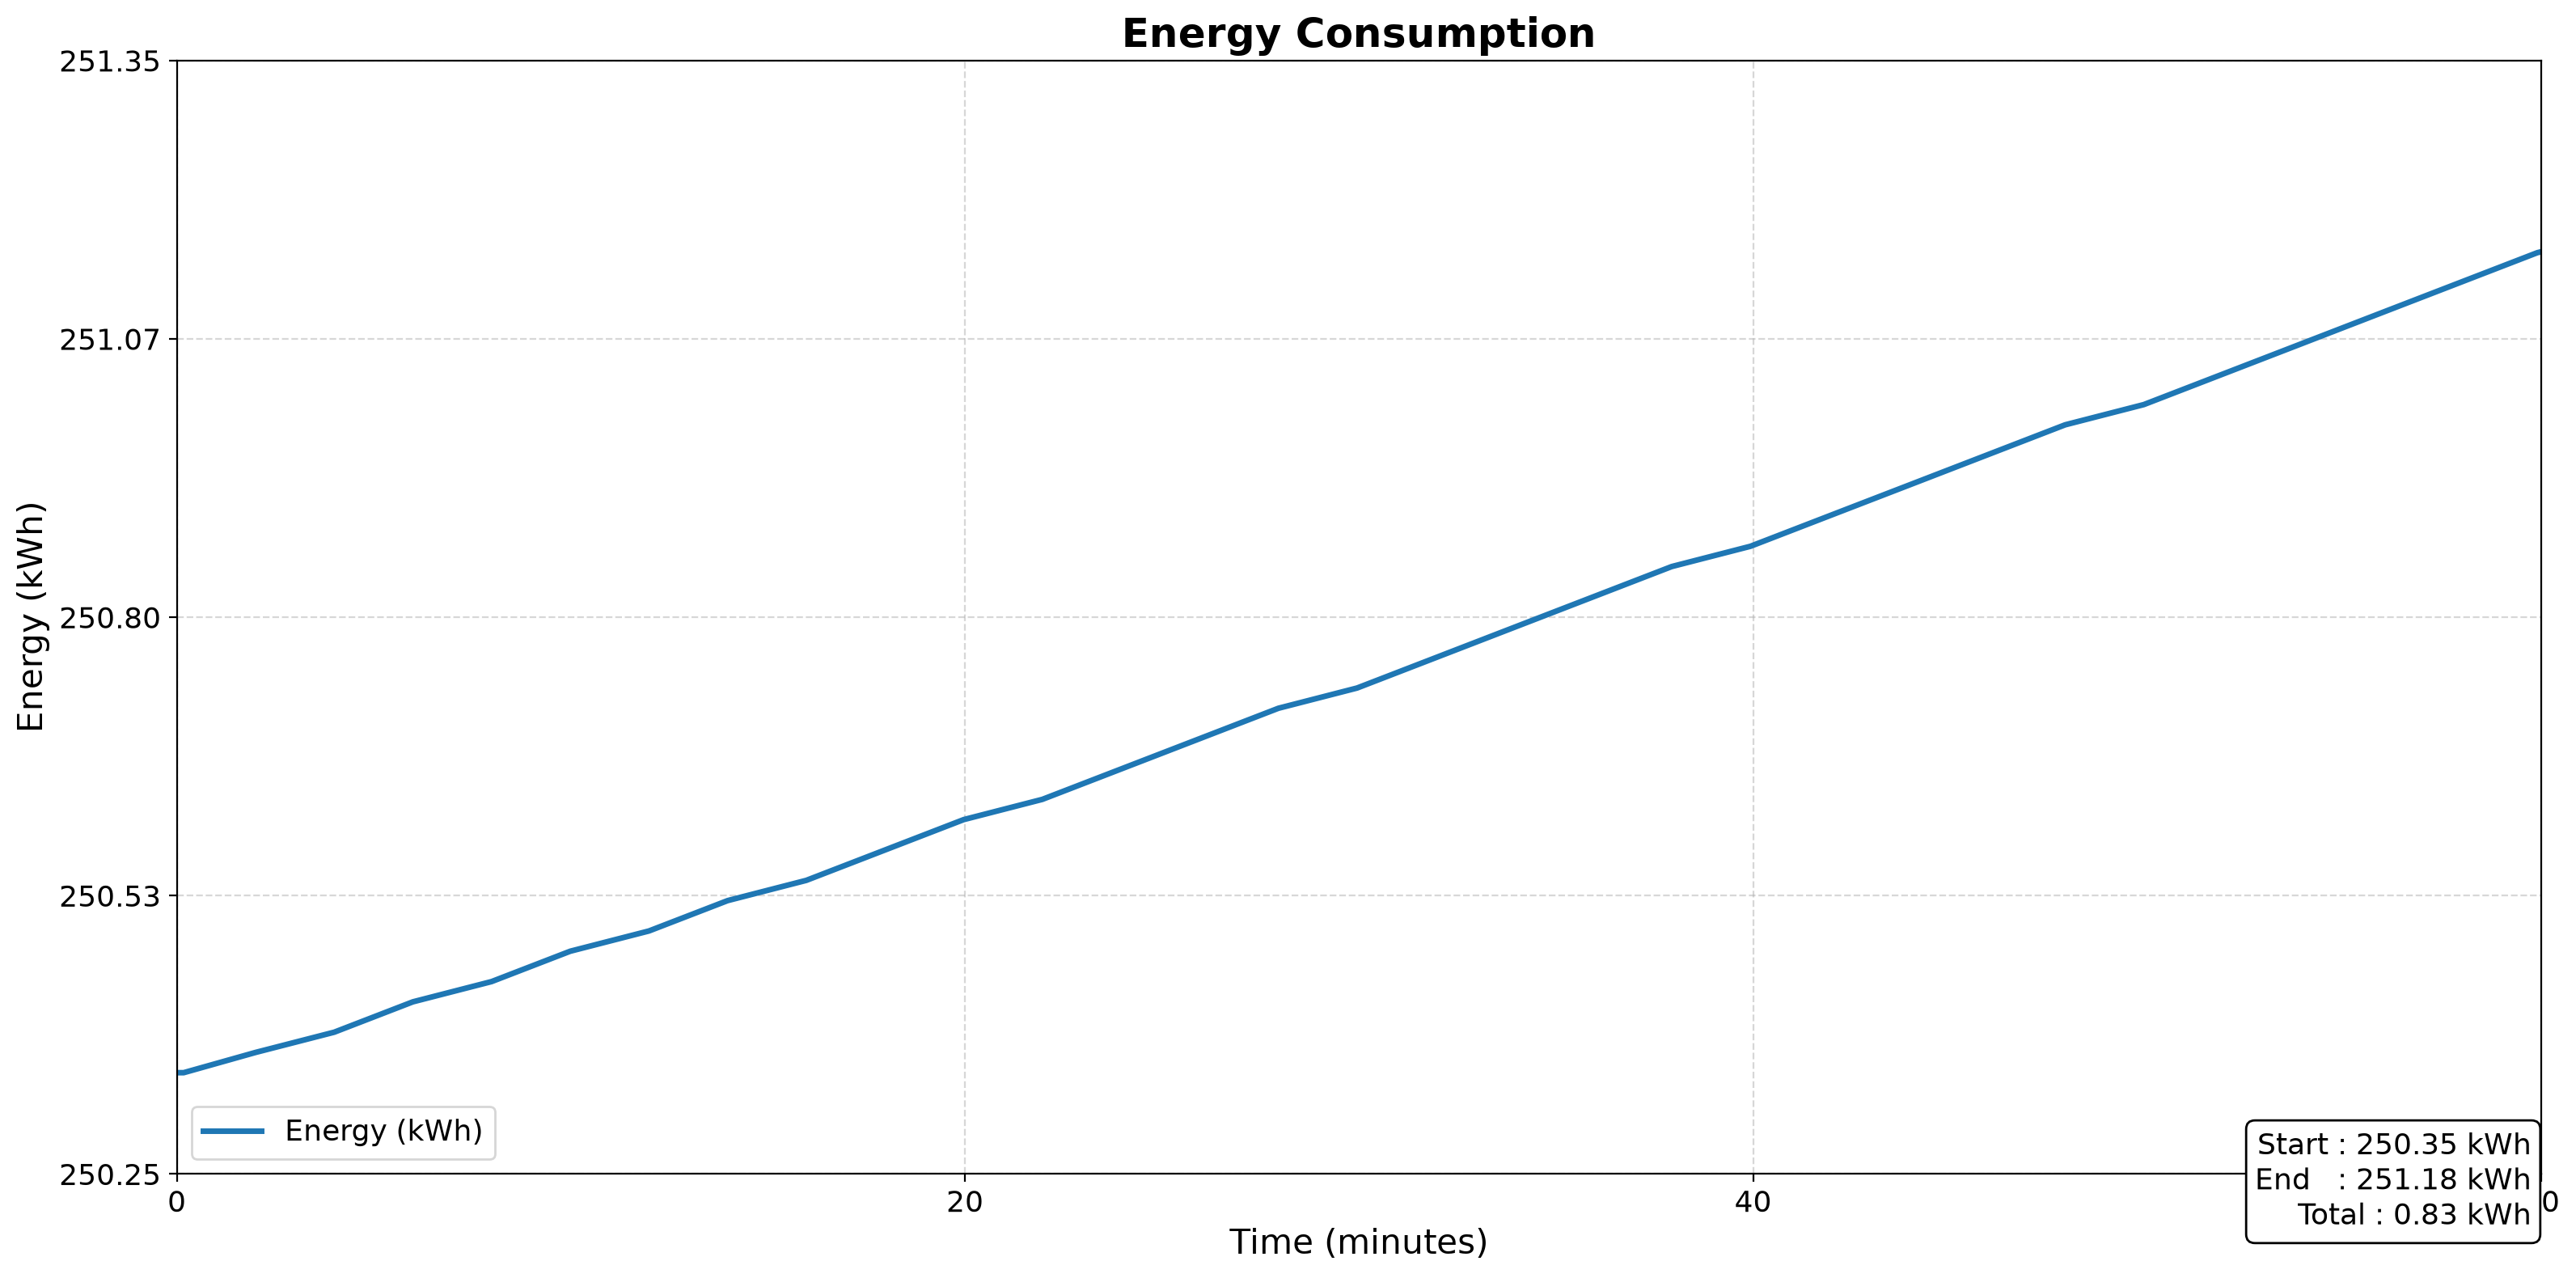 Energy Consumption
251.35
251.07
250.80
250.53
250.25
Energy (kWh)
Energy (kWh)
Start : 250.35 kWh
End   : 251.18 kWh
Total : 0.83 kWh
0
20
40
0
Time (minutes)